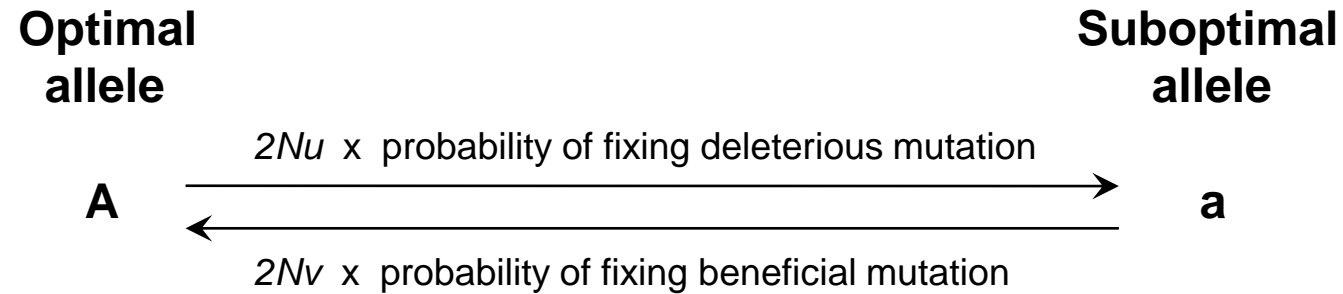 Optimal
allele
Suboptimal
allele
2Nu x probability of fixing deleterious mutation
A
a
2Nv x probability of fixing beneficial mutation